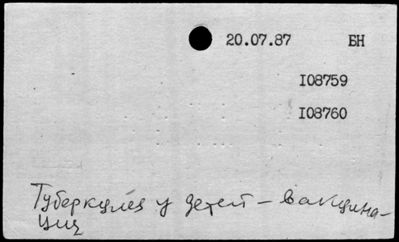 20.07.87 БН
I08759
I08760
Туберкулез у детей - вакцина-
ция